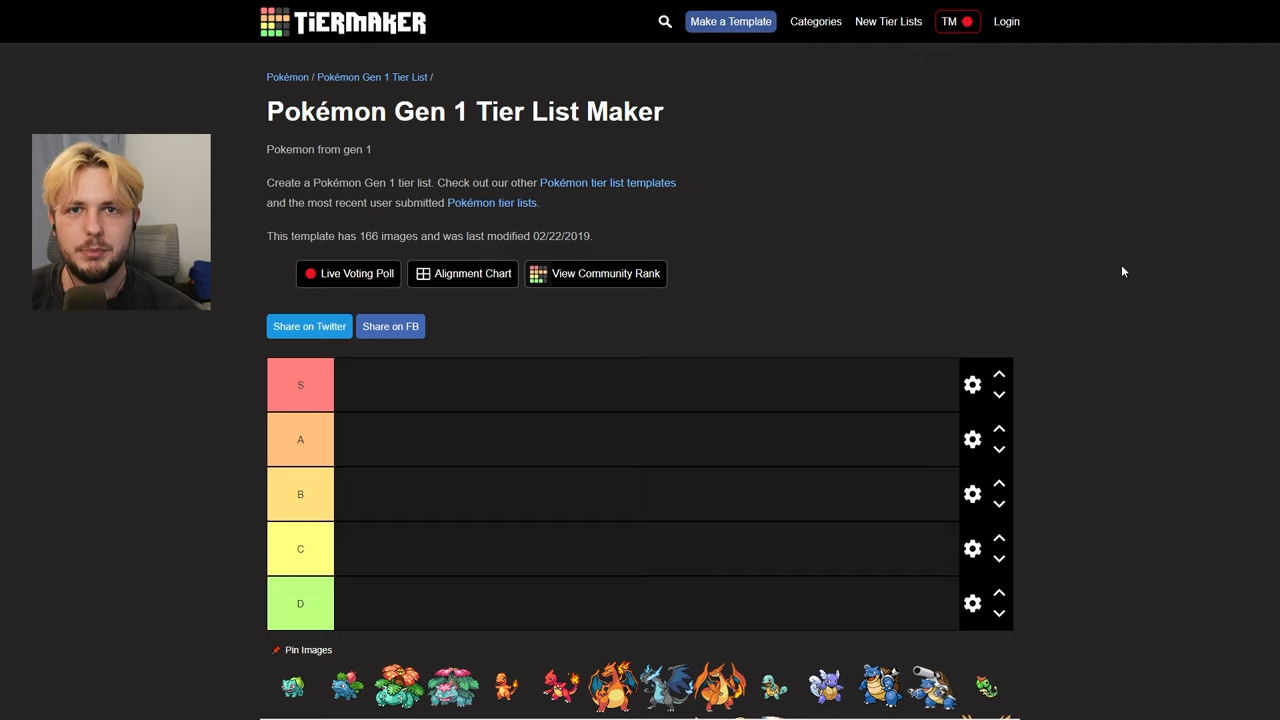 TiERMAKER
Make a Template
Categories
New Tier Lists
TM
Login
Pokémon / Pokémon Gen 1 Tier List /
Pokémon Gen 1 Tier List Maker
Pokemon from gen 1
Create a Pokémon Gen 1 tier list. Check out our other Pokémon tier list templates
and the most recent user submitted Pokémon tier lists.
This template has 166 images and was last modified 02/22/2019.
Live Voting Poll
Alignment Chart
View Community Rank
Share on Twitter
Share on FB
S
A
B
C
D
Pin Images